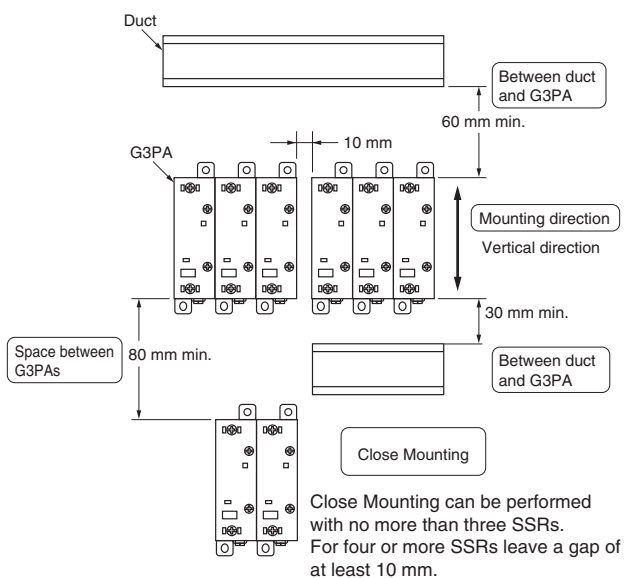 Duct
Between duct
and G3PA
60 mm min.
10 mm
G3PA
Mounting direction
Vertical direction
30 mm min.
Space between
G3PAs
80 mm min.
Between duct
and G3PA
Close Mounting
Close Mounting can be performed
with no more than three SSRs.
For four or more SSRs leave a gap of
at least 10 mm.